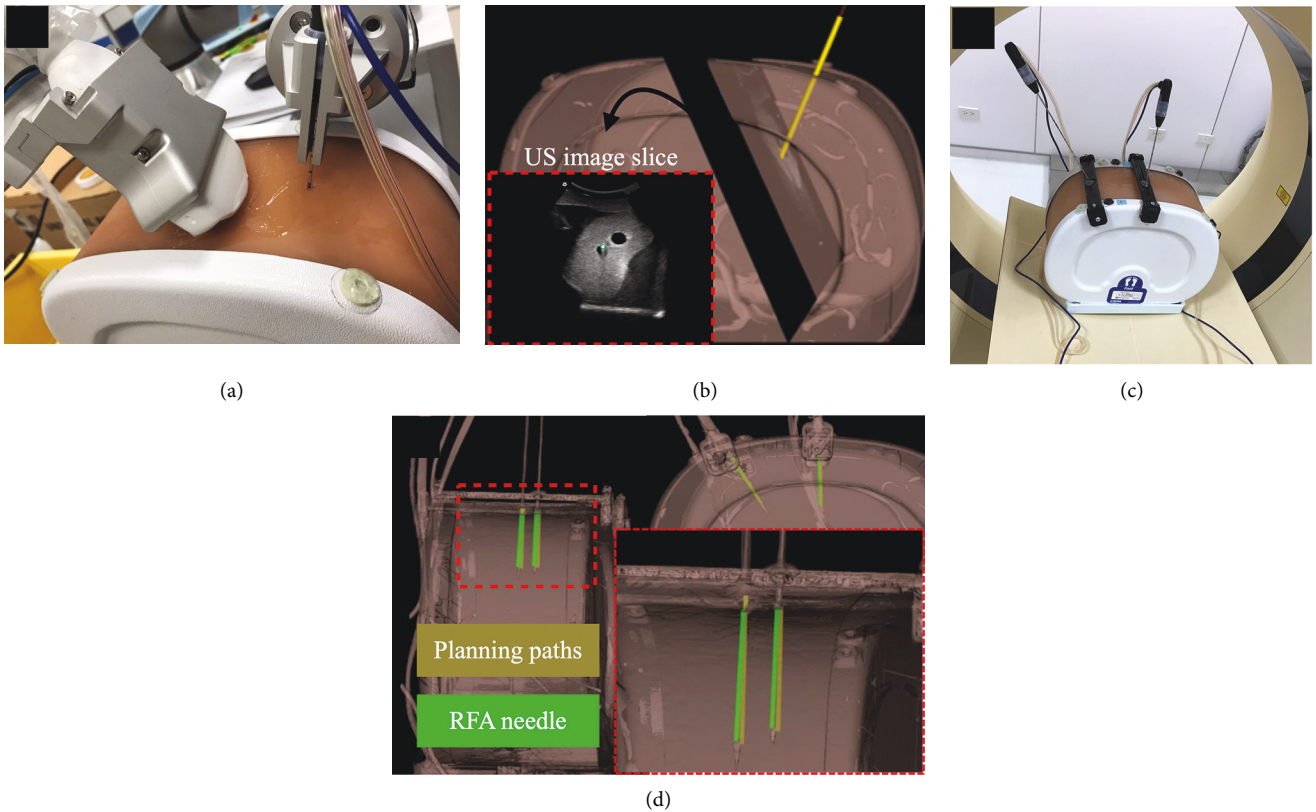 US image slice
(a)
(b)
(c)
Planning paths
RFA needle
(d)